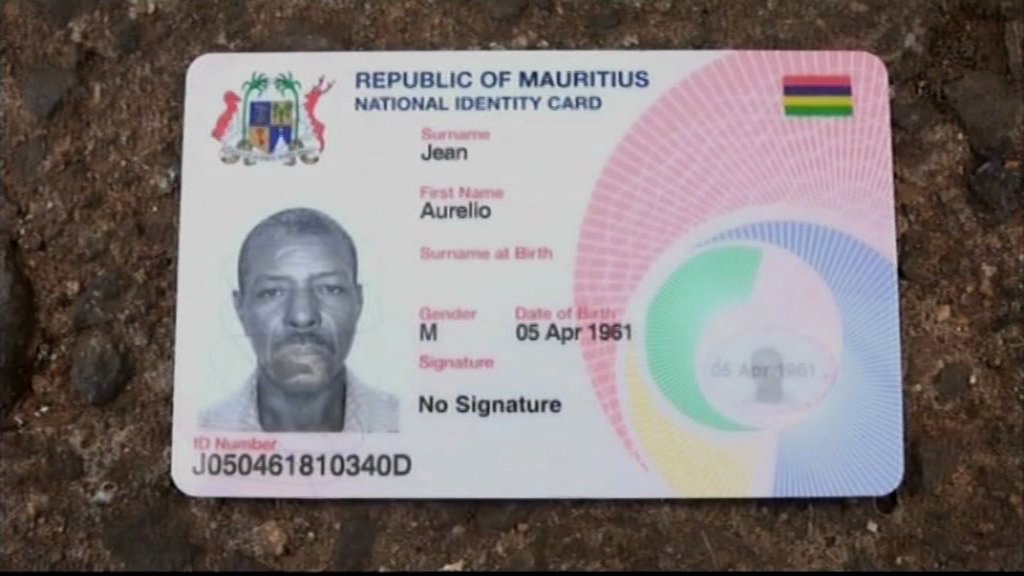 REPUBLIC OF MAURITIUS
NATIONAL IDENTITY CARD
Surname
Jean
First Name
Aurelio
Surname at Birth
Gender Date of Birth
M 05 Apr 1961
Signature
05 Apr 1961
No Signature
ID Number
J050461810340D